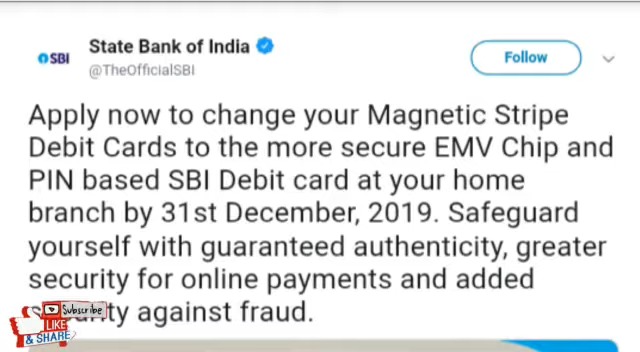 SBI
State Bank of India
@TheOfficialSBI
Follow
Apply now to change your Magnetic Stripe
Debit Cards to the more secure EMV Chip and
PIN based SBI Debit card at your home
branch by 31st December, 2019. Safeguard
yourself with guaranteed authenticity, greater
security for online payments and added
against fraud.
Subscribe
LIKE
& SHARE